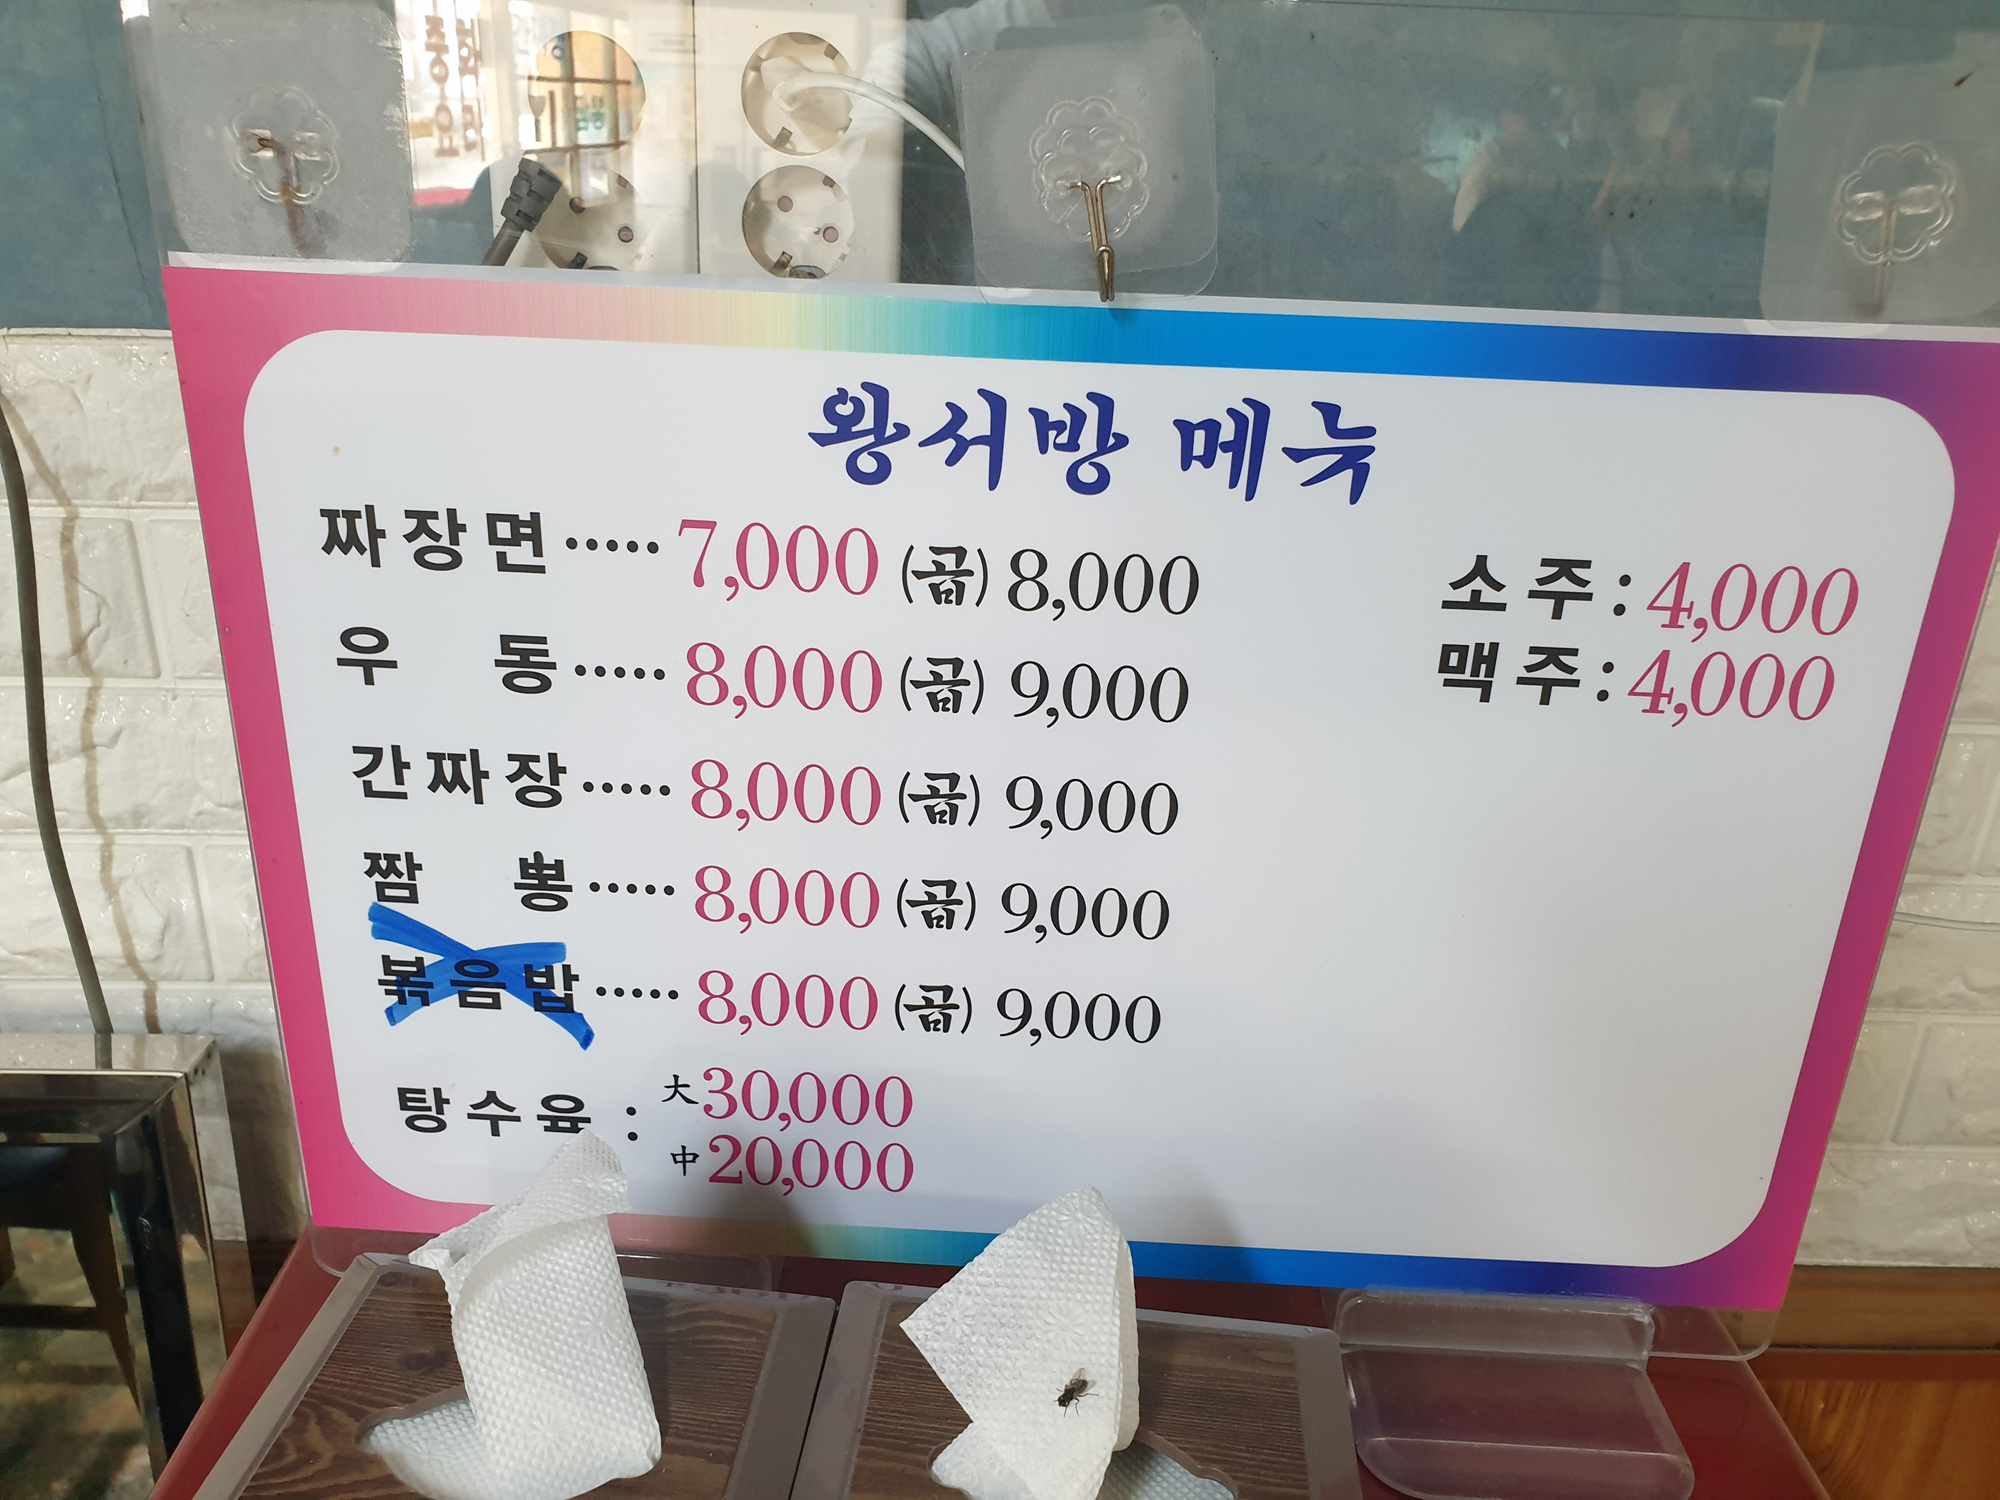 왕서방 메뉴
짜장면·····7,000 (곱) 8,000
우 동·····8,000 (곱) 9,000
간짜장·····8,000 (곱) 9,000
짬 뽕·····8,000 (곱) 9,000
볶음밥·····8,000 (곱) 9,000
탕수육 : 大30,000
中20,000
소주:4,000
맥주:4,000